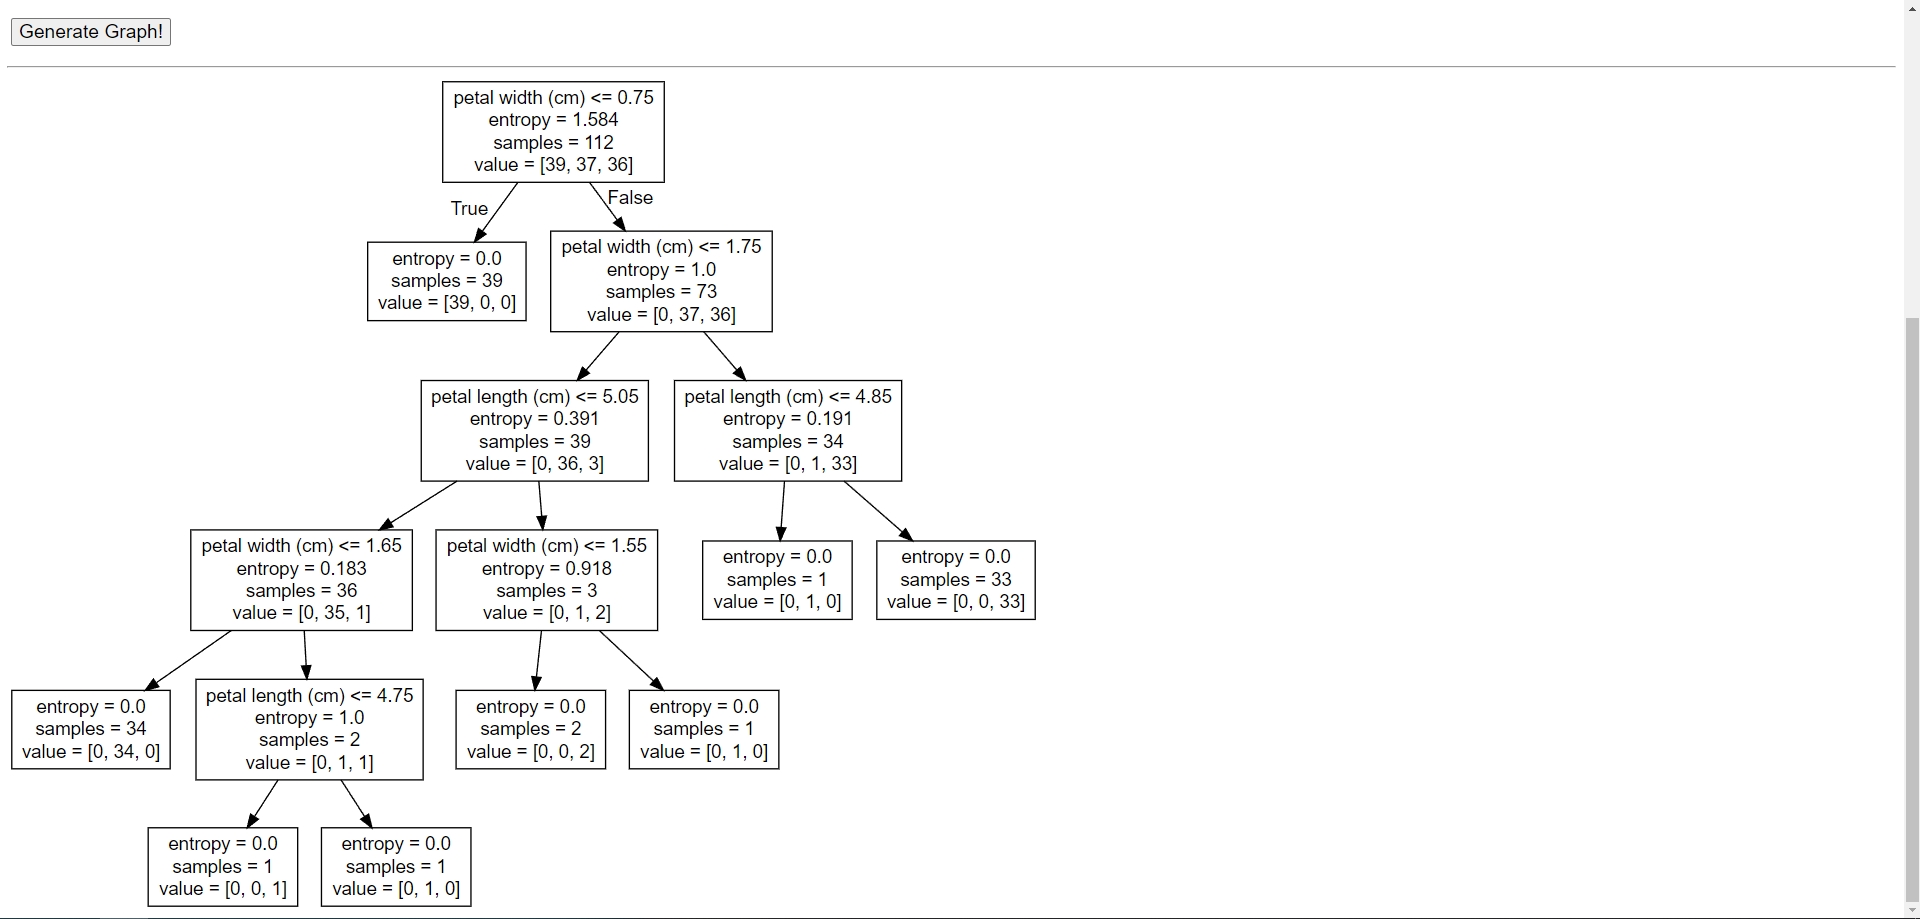 Generate Graph!
petal width (cm) <= 0.75
entropy = 1.584
samples = 112
value = [39, 37, 36]
True
False
entropy = 0.0
samples = 39
value = [39, 0, 0]
petal width (cm) <= 1.75
entropy = 1.0
samples = 73
value = [0, 37, 36]
petal length (cm) <= 5.05
entropy = 0.391
samples = 39
value = [0, 36, 3]
petal length (cm) <= 4.85
entropy = 0.191
samples = 34
value = [0, 1, 33]
petal width (cm) <= 1.65
entropy = 0.183
samples = 36
value = [0, 35, 1]
petal width (cm) <= 1.55
entropy = 0.918
samples = 3
value = [0, 1, 2]
entropy = 0.0
samples = 1
value = [0, 1, 0]
entropy = 0.0
samples = 33
value = [0, 0, 33]
entropy = 0.0
samples = 34
value = [0, 34, 0]
petal length (cm) <= 4.75
entropy = 1.0
samples = 2
value = [0, 1, 1]
entropy = 0.0
samples = 2
value = [0, 0, 2]
entropy = 0.0
samples = 1
value = [0, 1, 0]
entropy = 0.0
samples = 1
value = [0, 0, 1]
entropy = 0.0
samples = 1
value = [0, 1, 0]